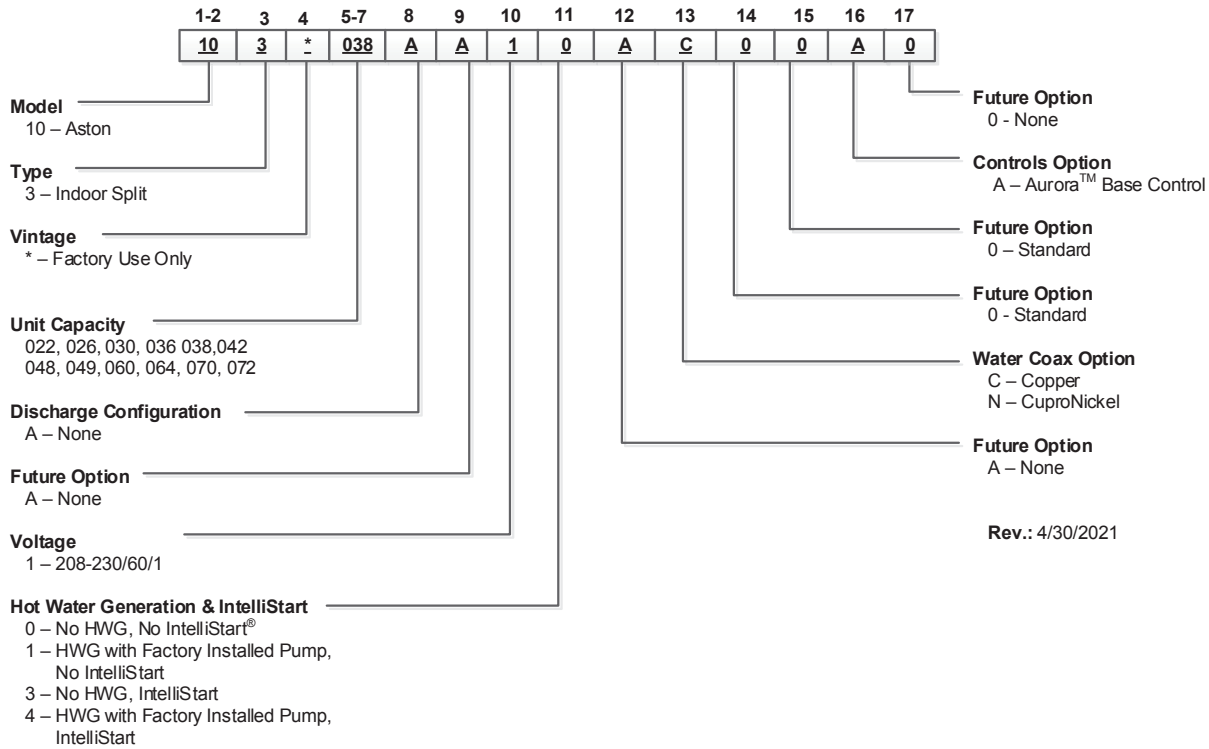 1-2 3 4 5-7 8 9 10 11 12 13 14 15 16 17
10 3 * 038 A A 1 0 A C 0 0 A 0
Model
10 – Aston
Type
3 – Indoor Split
Vintage
* – Factory Use Only
Unit Capacity
022, 026, 030, 036 038,042
048, 049, 060, 064, 070, 072
Discharge Configuration
A – None
Future Option
A – None
Voltage
1 – 208-230/60/1
Hot Water Generation & IntelliStart
0 – No HWG, No IntelliStart®
1 – HWG with Factory Installed Pump,
No IntelliStart
3 – No HWG, IntelliStart
4 – HWG with Factory Installed Pump,
IntelliStart
Future Option
0 - None
Controls Option
A – Aurora™ Base Control
Future Option
0 – Standard
Future Option
0 - Standard
Water Coax Option
C – Copper
N – CuproNickel
Future Option
A – None
Rev.: 4/30/2021